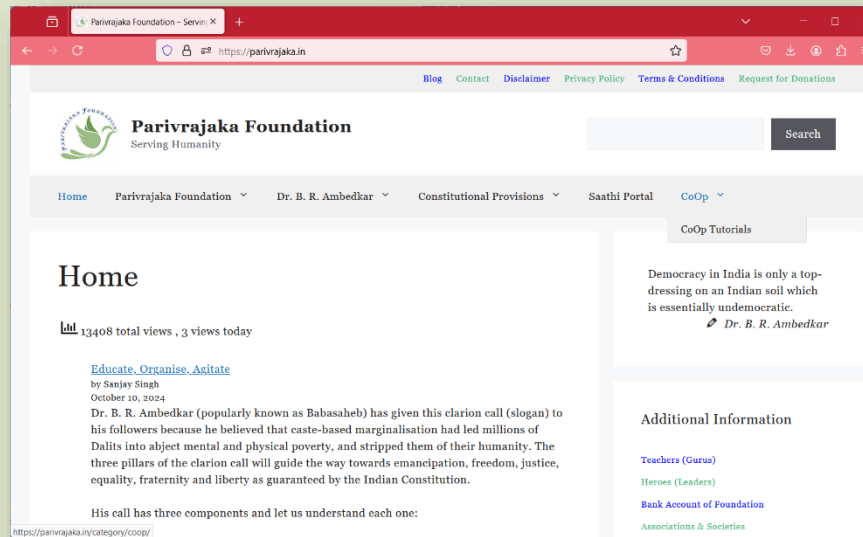 Parivrajaka Foundation – Servin
https://parivrajaka.in
Blog Contact Disclaimer Privacy Policy Terms & Conditions Request for Donations
PARIVRAJAKA FOUNDATION
Parivrajaka Foundation
Serving Humanity
Search
Home Parivrajaka Foundation Dr. B. R. Ambedkar Constitutional Provisions Saathi Portal CoOp
CoOp Tutorials
Home
13408 total views , 3 views today
Educate, Organise, Agitate
by Sanjay Singh
October 10, 2024
Dr. B. R. Ambedkar (popularly known as Babasaheb) has given this clarion call (slogan) to
his followers because he believed that caste-based marginalisation had led millions of
Dalits into abject mental and physical poverty, and stripped them of their humanity. The
three pillars of the clarion call will guide the way towards emancipation, freedom, justice,
equality, fraternity and liberty as guaranteed by the Indian Constitution.
His call has three components and let us understand each one:
Democracy in India is only a top-
dressing on an Indian soil which
is essentially undemocratic.
Dr. B. R. Ambedkar
Additional Information
Teachers (Gurus)
Heroes (Leaders)
Bank Account of Foundation
Associations & Societies
https://parivrajaka.in/category/coop/